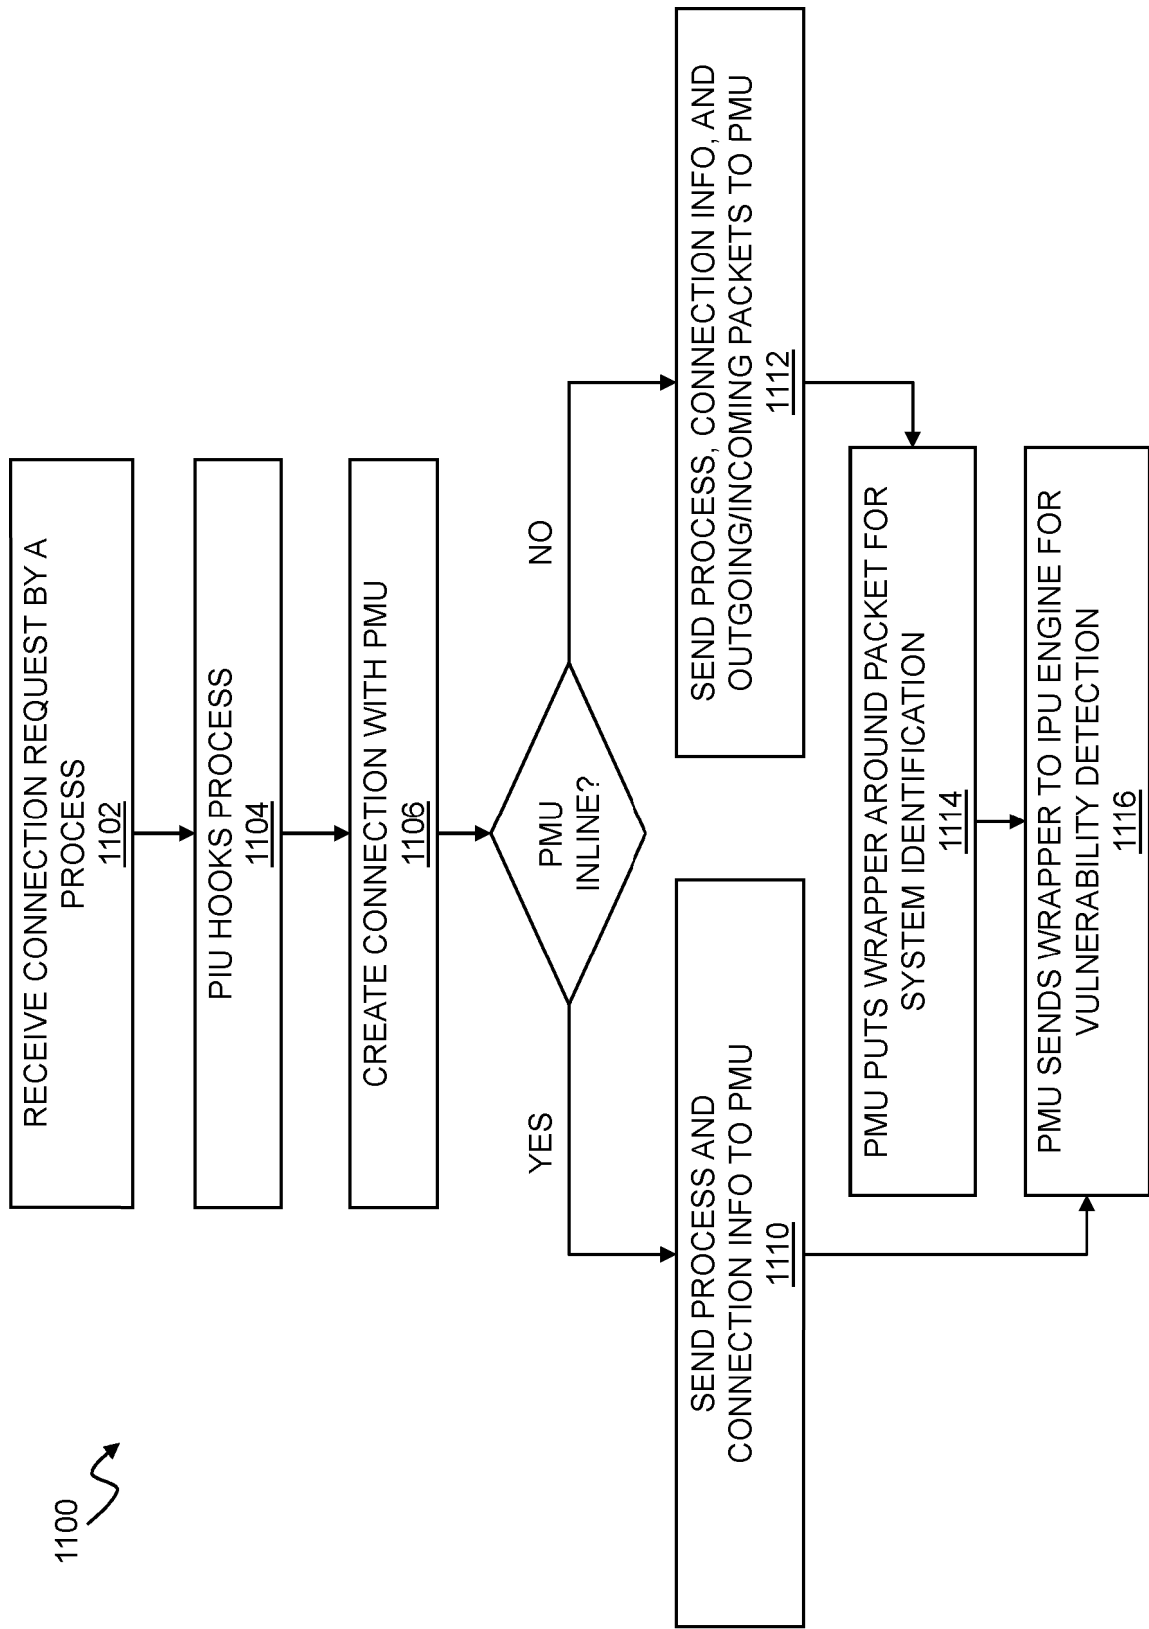 1100
RECEIVE CONNECTION REQUEST BY A
PROCESS
1102
PIU HOOKS PROCESS
1104
CREATE CONNECTION WITH PMU
1106
PMU
INLINE?
YES
NO
SEND PROCESS AND
CONNECTION INFO TO PMU
1110
SEND PROCESS, CONNECTION INFO, AND
OUTGOING/INCOMING PACKETS TO PMU
1112
PMU PUTS WRAPPER AROUND PACKET FOR
SYSTEM IDENTIFICATION
1114
PMU SENDS WRAPPER TO IPU ENGINE FOR
VULNERABILITY DETECTION
1116